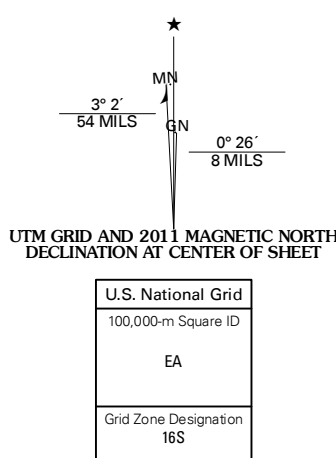 ★
MN
GN
3° 2´
54 MILS
0° 26´
8 MILS
UTM GRID AND 2011 MAGNETIC NORTH
DECLINATION AT CENTER OF SHEET
U.S. National Grid
100,000-m Square ID
EA
Grid Zone Designation
16S